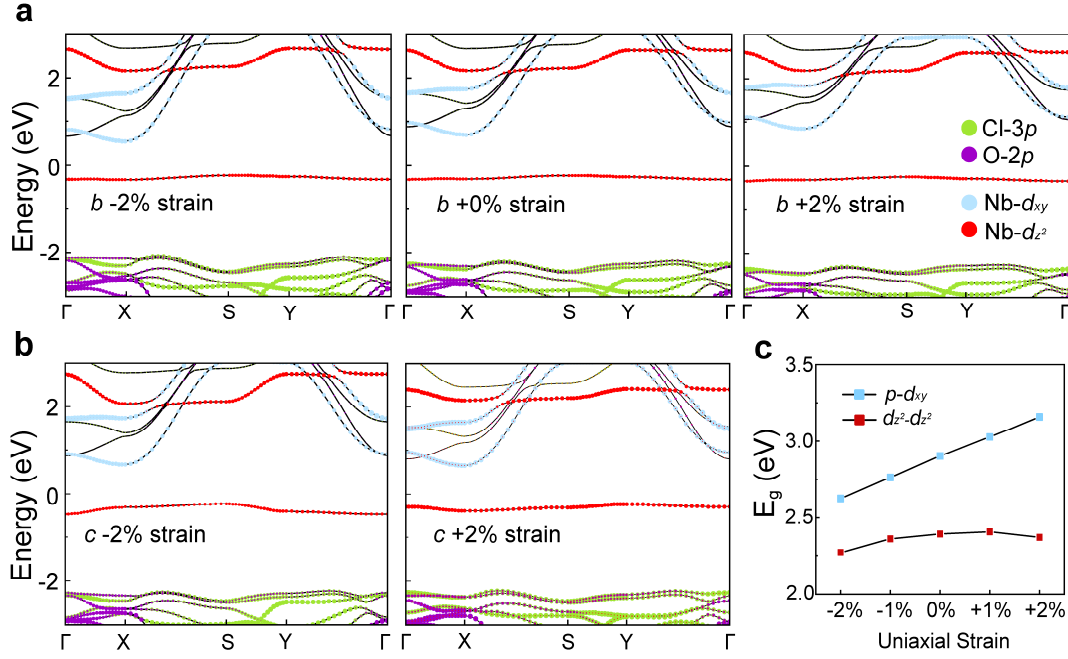 a
Energy (eV)
2
0
-2
b -2% strain
b +0% strain
b +2% strain
Cl-3p
O-2p
Nb-dxy
Nb-dz²
Γ X S Y Γ
Γ X S Y Γ
Γ X S Y Γ
b
Energy (eV)
2
0
-2
c -2% strain
c +2% strain
Γ X S Y Γ
Γ X S Y Γ
c
Eg (eV)
3.5
3.0
2.5
2.0
p-dxy
dz²-dz²
-2% -1% 0% +1% +2%
Uniaxial Strain